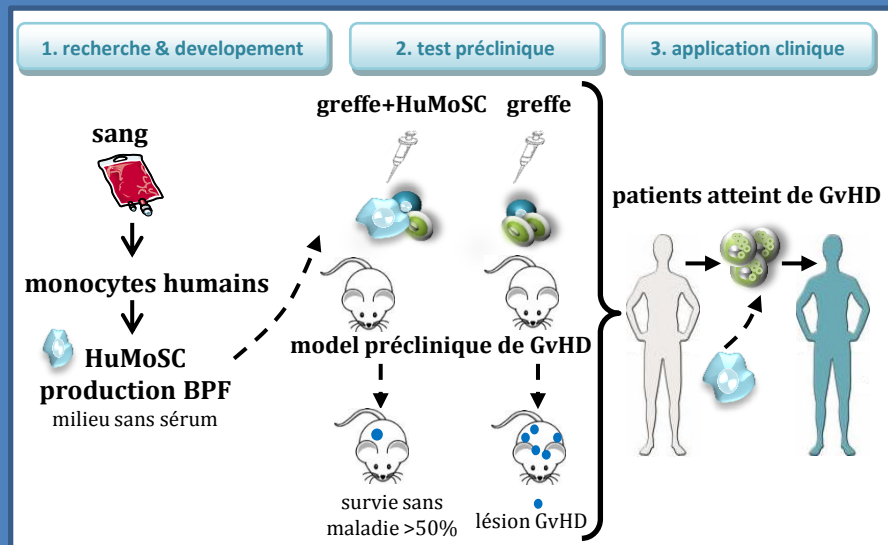 1. recherche & developement
2. test préclinique
3. application clinique
sang
monocytes humains
HuMoSC
production BPF
milieu sans sérum
greffe+HuMoSC
greffe
model préclinique de GvHD
survie sans
maladie >50%
lésion GvHD
patients atteint de GvHD